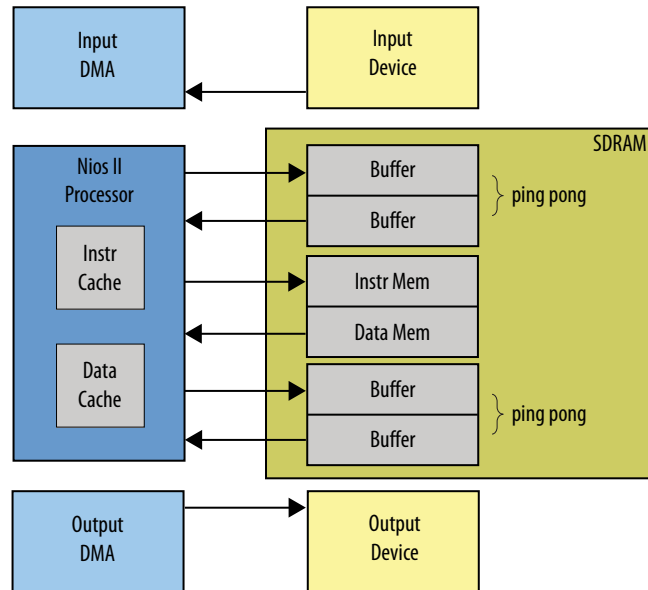 Input
DMA
Input
Device
SDRAM
Nios II
Processor
Buffer
Buffer
ping pong
Instr
Cache
Instr Mem
Data Mem
Data
Cache
Buffer
Buffer
ping pong
Output
DMA
Output
Device